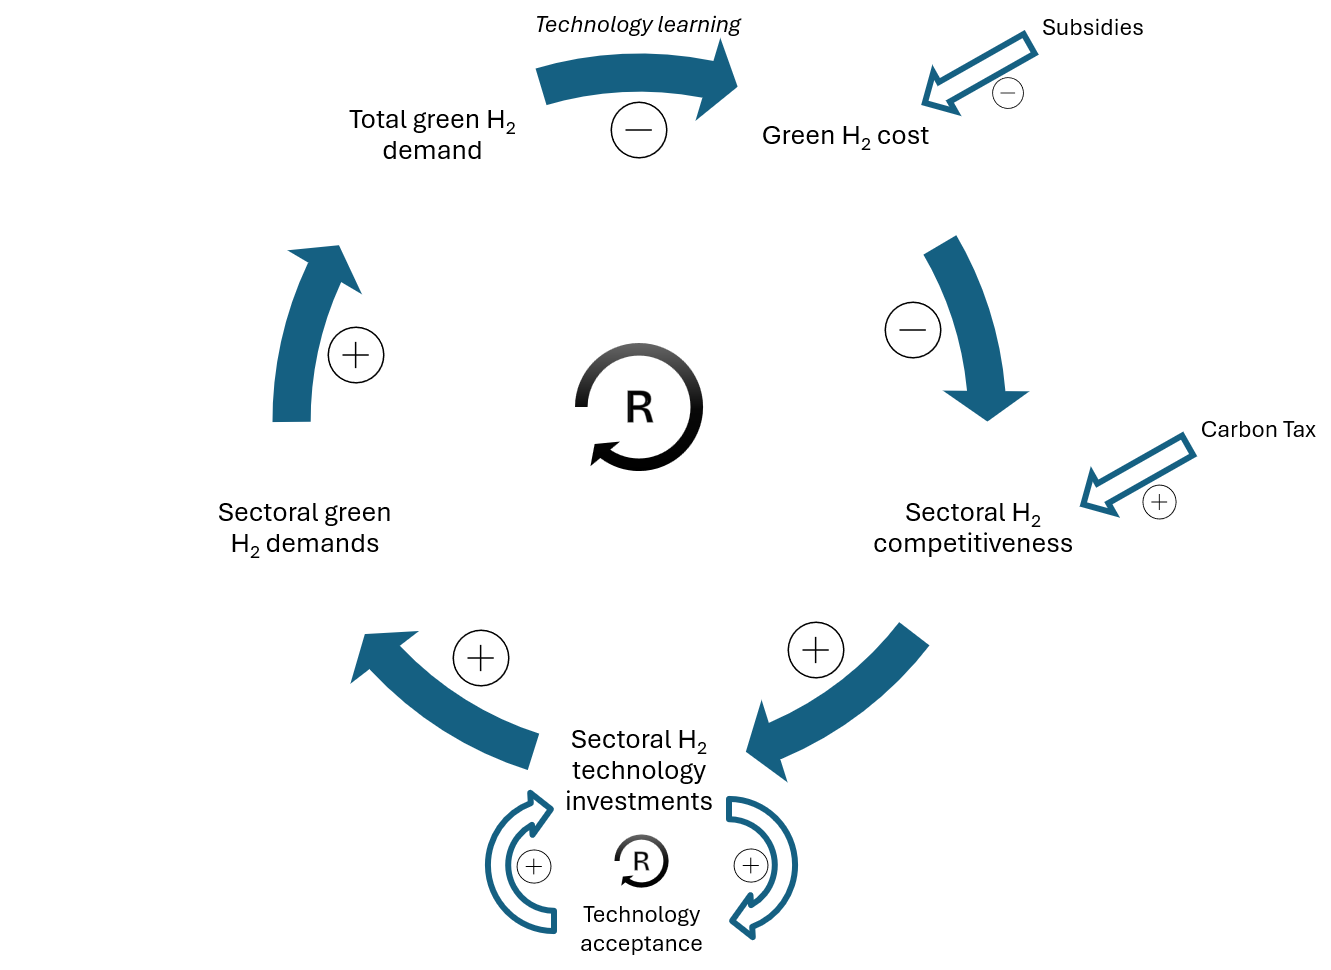 Technology learning
Subsidies
−
Total green H₂
demand
−
Green H₂ cost
−
+
R
Carbon Tax
+
Sectoral green
H₂ demands
Sectoral H₂
competitiveness
+
+
Sectoral H₂
technology
investments
+
R
+
Technology
acceptance